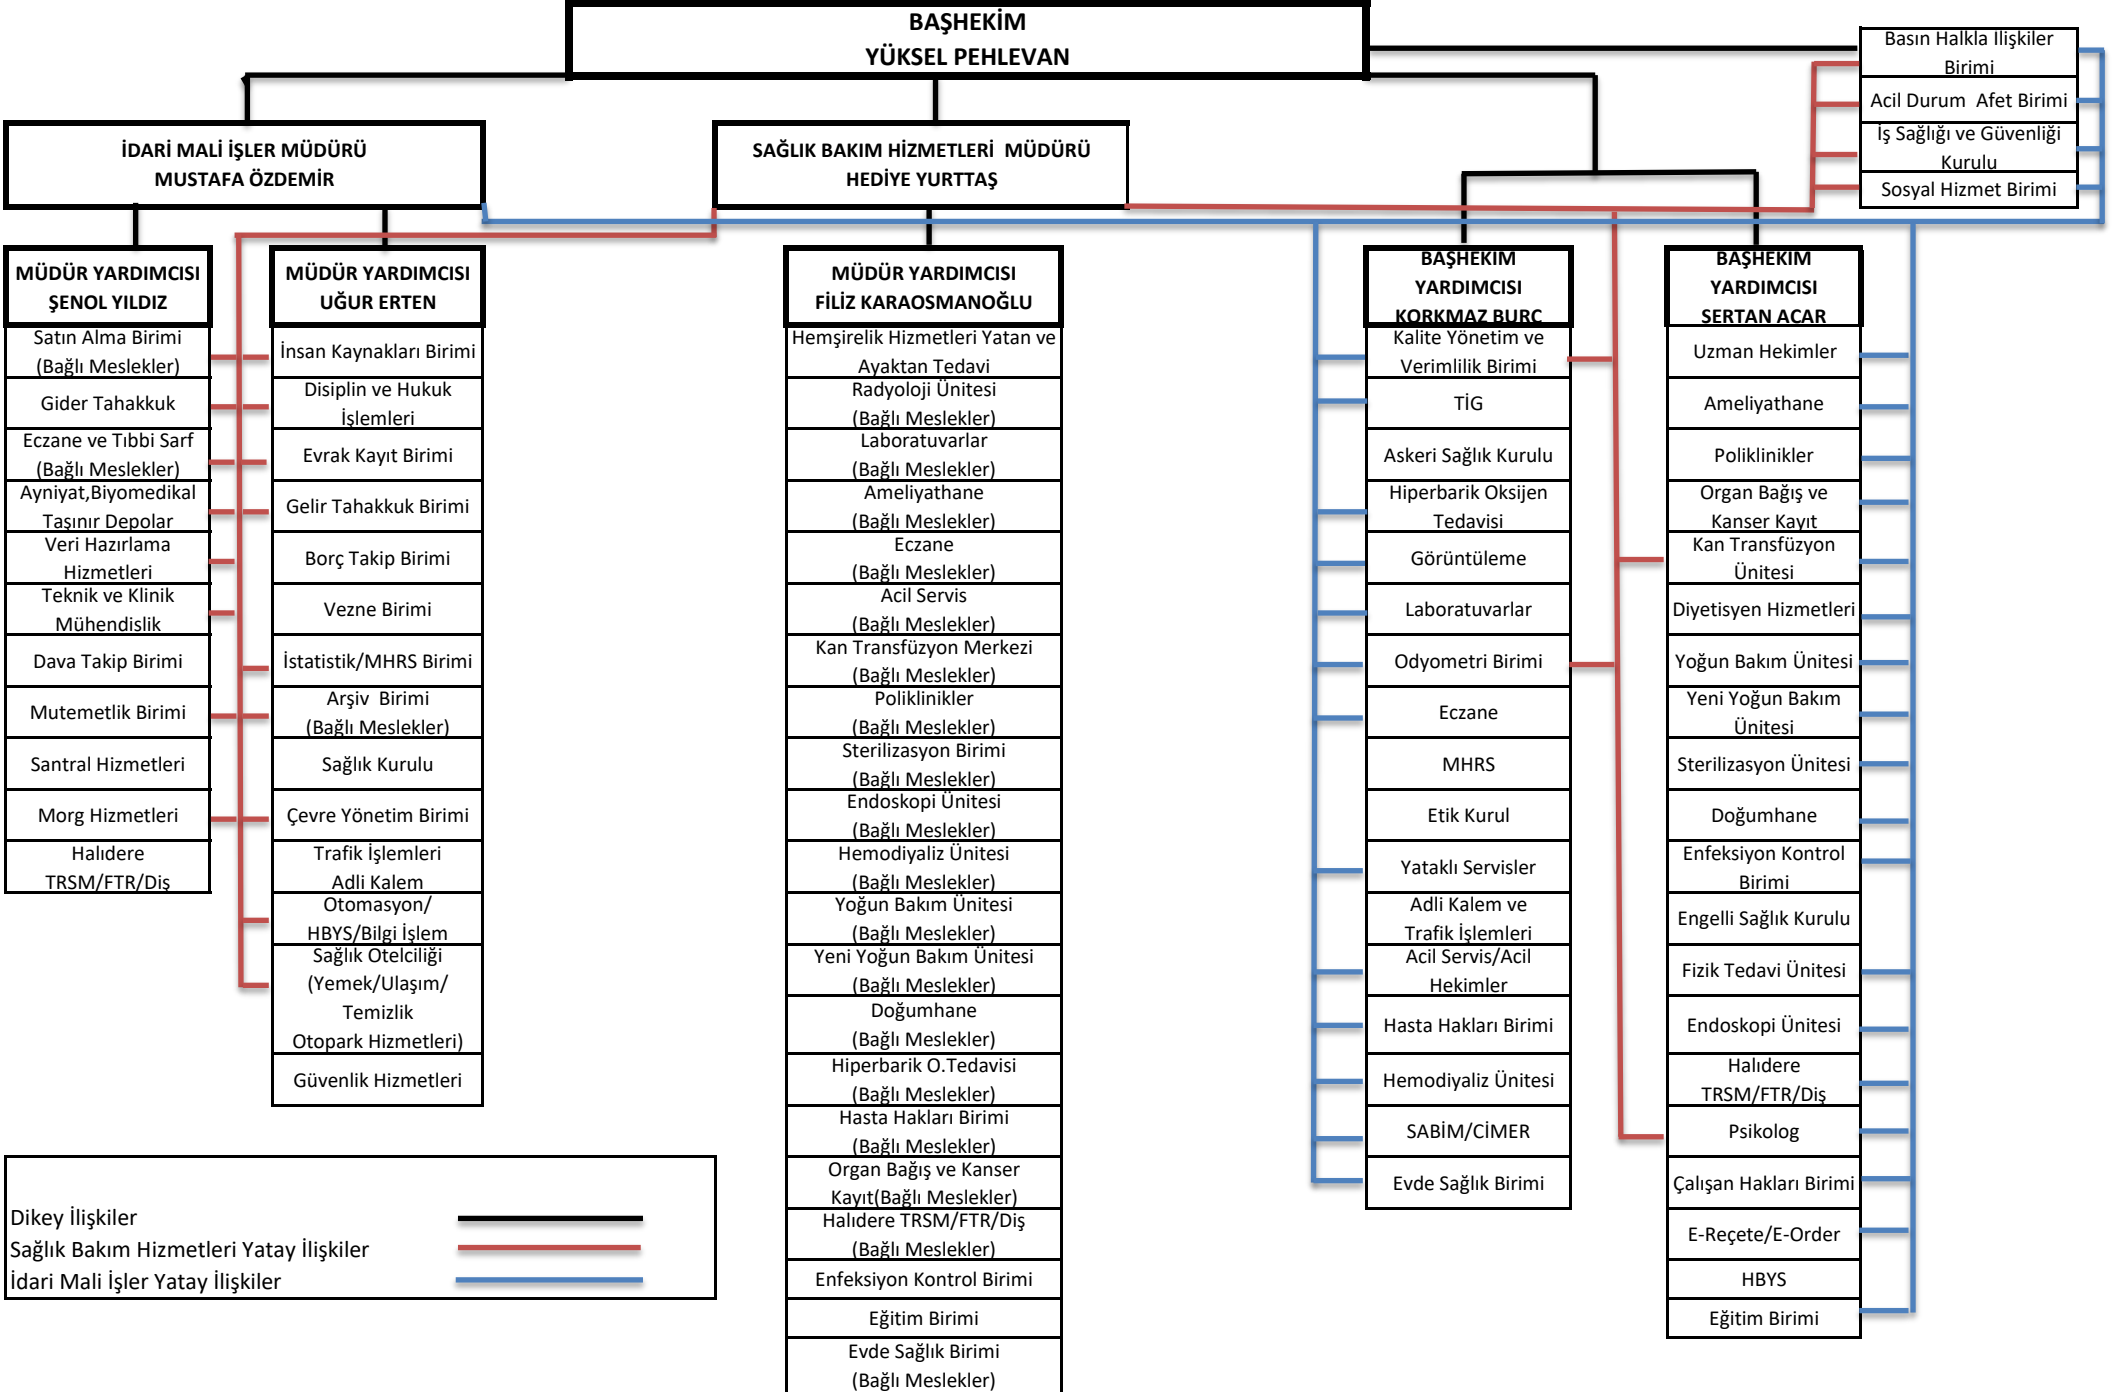 BAŞHEKİM
YÜKSEL PEHLEVAN
Basın Halkla İlişkiler
Birimi
Acil Durum Afet Birimi
İş Sağlığı ve Güvenliği
Kurulu
Sosyal Hizmet Birimi
İDARİ MALİ İŞLER MÜDÜRÜ
MUSTAFA ÖZDEMİR
SAĞLIK BAKIM HİZMETLERİ MÜDÜRÜ
HEDİYE YURTTAŞ
MÜDÜR YARDIMCISI
ŞENOL YILDIZ
Satın Alma Birimi
(Bağlı Meslekler)
Gider Tahakkuk
Eczane ve Tıbbi Sarf
(Bağlı Meslekler)
Ayniyat,Biyomedikal
Taşınır Depolar
Veri Hazırlama
Hizmetleri
Teknik ve Klinik
Mühendislik
Dava Takip Birimi
Mutemetlik Birimi
Santral Hizmetleri
Morg Hizmetleri
Halıdere
TRSM/FTR/Diş
MÜDÜR YARDIMCISI
UĞUR ERTEN
İnsan Kaynakları Birimi
Disiplin ve Hukuk
İşlemleri
Evrak Kayıt Birimi
Gelir Tahakkuk Birimi
Borç Takip Birimi
Vezne Birimi
İstatistik/MHRS Birimi
Arşiv Birimi
(Bağlı Meslekler)
Sağlık Kurulu
Çevre Yönetim Birimi
Trafik İşlemleri
Adli Kalem
Otomasyon/
HBYS/Bilgi İşlem
Sağlık Otelciliği
(Yemek/Ulaşım/
Temizlik
Otopark Hizmetleri)
Güvenlik Hizmetleri
MÜDÜR YARDIMCISI
FİLİZ KARAOSMANOĞLU
Hemşirelik Hizmetleri Yatan ve
Ayaktan Tedavi
Radyoloji Ünitesi
(Bağlı Meslekler)
Laboratuvarlar
(Bağlı Meslekler)
Ameliyathane
(Bağlı Meslekler)
Eczane
(Bağlı Meslekler)
Acil Servis
(Bağlı Meslekler)
Kan Transfüzyon Merkezi
(Bağlı Meslekler)
Poliklinikler
(Bağlı Meslekler)
Sterilizasyon Birimi
(Bağlı Meslekler)
Endoskopi Ünitesi
(Bağlı Meslekler)
Hemodiyaliz Ünitesi
(Bağlı Meslekler)
Yoğun Bakım Ünitesi
(Bağlı Meslekler)
Yeni Yoğun Bakım Ünitesi
(Bağlı Meslekler)
Doğumhane
(Bağlı Meslekler)
Hiperbarik O.Tedavisi
(Bağlı Meslekler)
Hasta Hakları Birimi
(Bağlı Meslekler)
Organ Bağış ve Kanser
Kayıt(Bağlı Meslekler)
Halıdere TRSM/FTR/Diş
(Bağlı Meslekler)
Enfeksiyon Kontrol Birimi
Eğitim Birimi
Evde Sağlık Birimi
(Bağlı Meslekler)
BAŞHEKİM
YARDIMCISI
KORKMAZ BURÇ
Kalite Yönetim ve
Verimlilik Birimi
TİG
Askeri Sağlık Kurulu
Hiperbarik Oksijen
Tedavisi
Görüntüleme
Laboratuvarlar
Odyometri Birimi
Eczane
MHRS
Etik Kurul
Yataklı Servisler
Adli Kalem ve
Trafik İşlemleri
Acil Servis/Acil
Hekimler
Hasta Hakları Birimi
Hemodiyaliz Ünitesi
SABİM/CİMER
Evde Sağlık Birimi
BAŞHEKİM
YARDIMCISI
SERTAN ACAR
Uzman Hekimler
Ameliyathane
Poliklinikler
Organ Bağış ve
Kanser Kayıt
Kan Transfüzyon
Ünitesi
Diyetisyen Hizmetleri
Yoğun Bakım Ünitesi
Yeni Yoğun Bakım
Ünitesi
Sterilizasyon Ünitesi
Doğumhane
Enfeksiyon Kontrol
Birimi
Engelli Sağlık Kurulu
Fizik Tedavi Ünitesi
Endoskopi Ünitesi
Halıdere
TRSM/FTR/Diş
Psikolog
Çalışan Hakları Birimi
E-Reçete/E-Order
HBYS
Eğitim Birimi
Dikey İlişkiler
Sağlık Bakım Hizmetleri Yatay İlişkiler
İdari Mali İşler Yatay İlişkiler